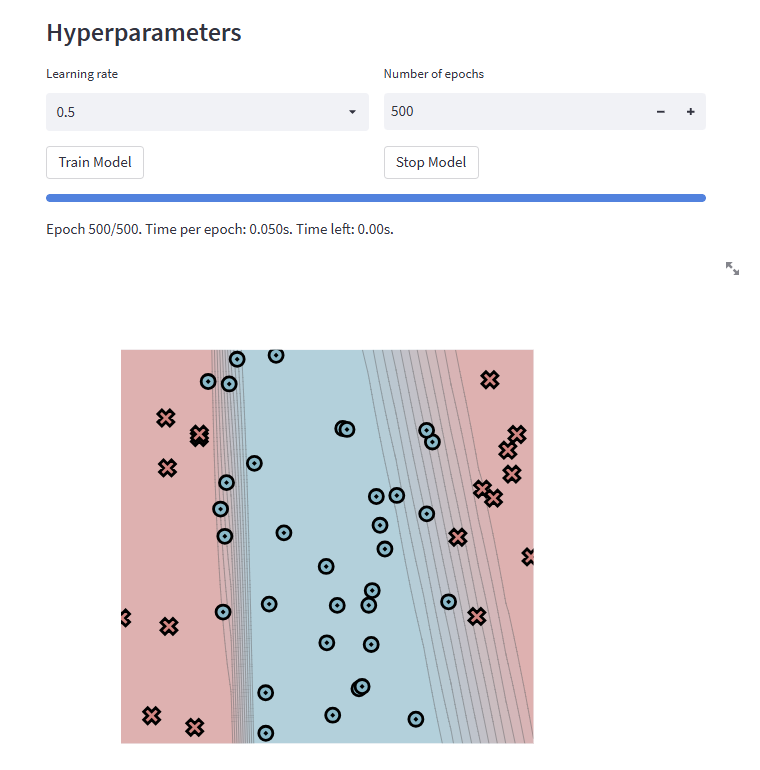 Hyperparameters
Learning rate
Number of epochs
0.5
500
Train Model
Stop Model
Epoch 500/500. Time per epoch: 0.050s. Time left: 0.00s.